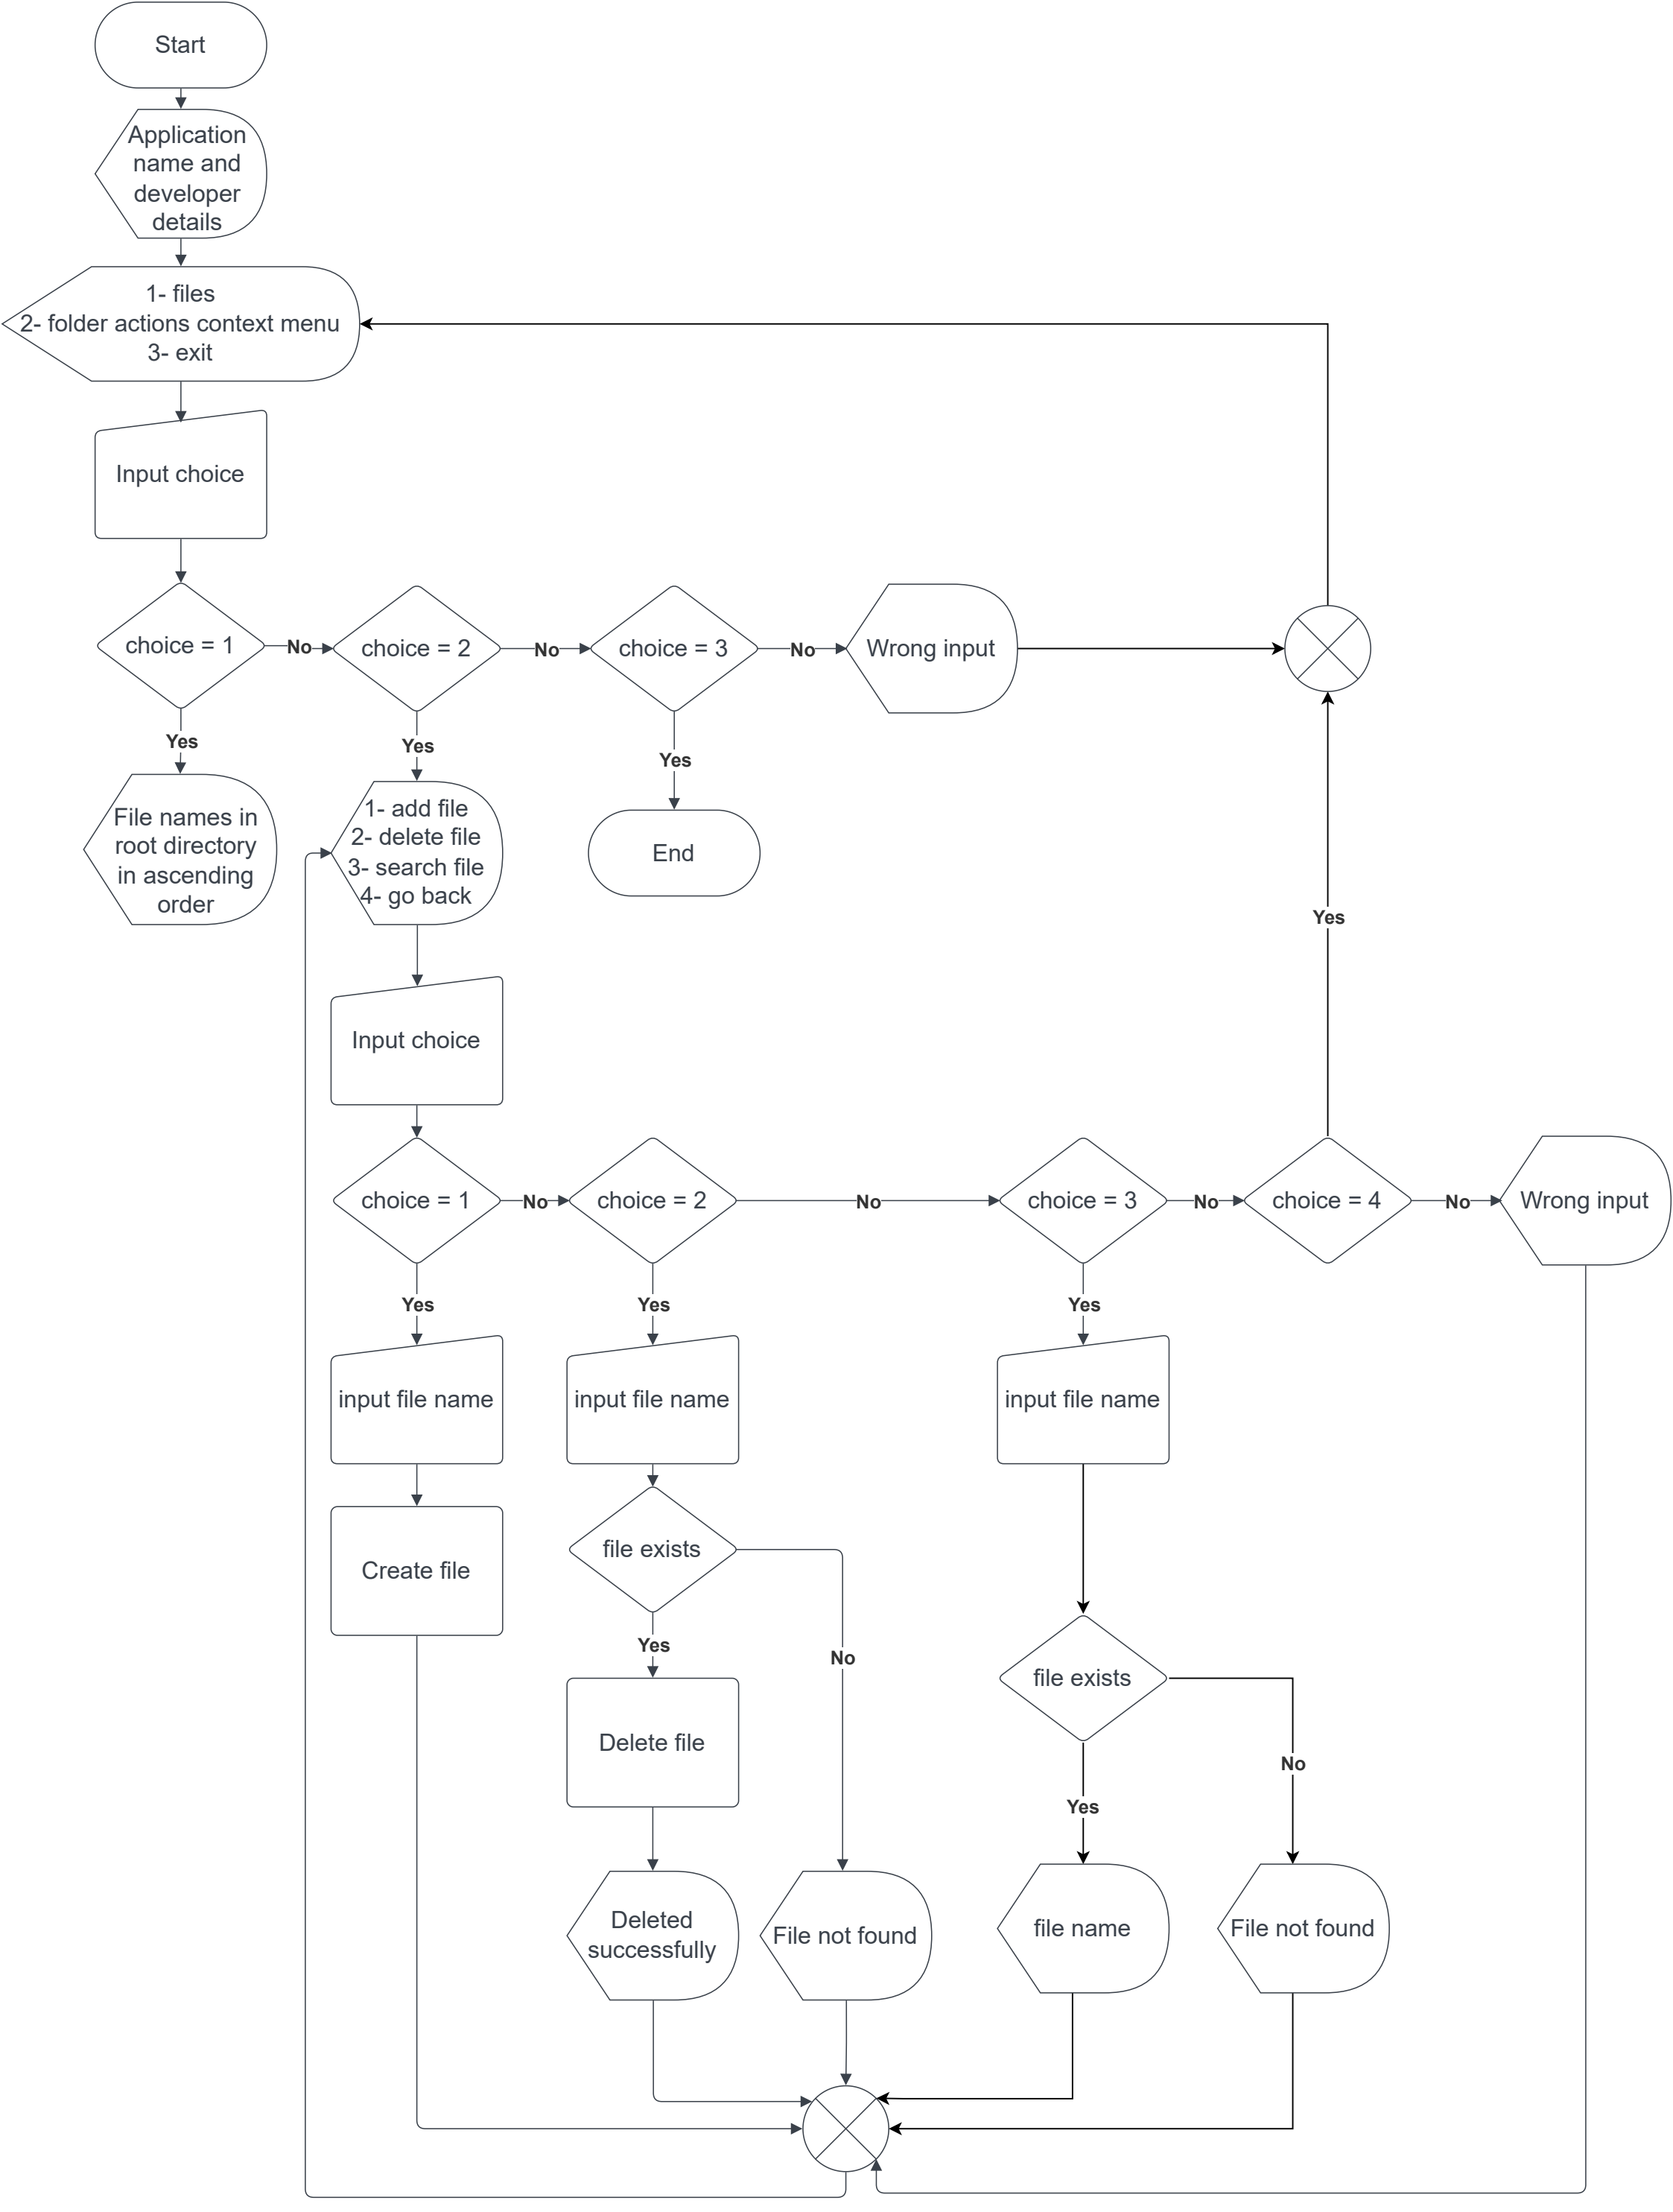 Start
Application
name and
developer
details
1- files
2- folder actions context menu
3- exit
Input choice
choice = 1
No
choice = 2
No
choice = 3
No
Wrong input
Yes
Yes
Yes
File names in
root directory
in ascending
order
1- add file
2- delete file
3- search file
4- go back
End
Yes
Input choice
choice = 1
No
choice = 2
No
choice = 3
No
choice = 4
No
Wrong input
Yes
Yes
Yes
input file name
input file name
input file name
Create file
file exists
Yes
No
file exists
Delete file
No
Yes
Deleted
successfully
File not found
file name
File not found